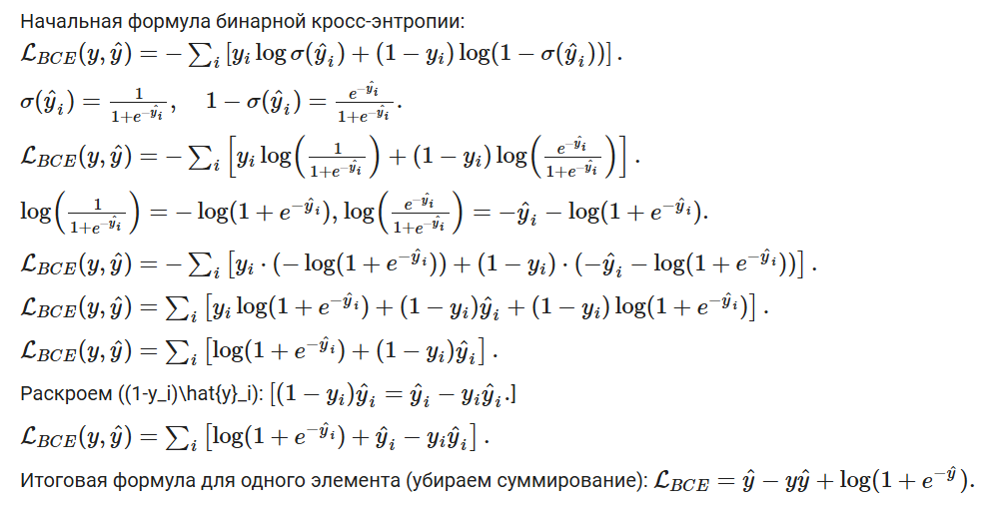 Начальная формула бинарной кросс-энтропии:
$\mathcal{L}_{BCE}(y, \hat{y}) = -\sum_i [y_i \log \sigma(\hat{y}_i) + (1 - y_i) \log(1 - \sigma(\hat{y}_i))].$
$\sigma(\hat{y}_i) = \frac{1}{1+e^{-\hat{y}_i}}, \quad 1 - \sigma(\hat{y}_i) = \frac{e^{-\hat{y}_i}}{1+e^{-\hat{y}_i}}.$
$\mathcal{L}_{BCE}(y, \hat{y}) = -\sum_i \left[ y_i \log\left(\frac{1}{1+e^{-\hat{y}_i}}\right) + (1 - y_i) \log\left(\frac{e^{-\hat{y}_i}}{1+e^{-\hat{y}_i}}\right) \right].$
$\log\left(\frac{1}{1+e^{-\hat{y}_i}}\right) = -\log(1 + e^{-\hat{y}_i}), \log\left(\frac{e^{-\hat{y}_i}}{1+e^{-\hat{y}_i}}\right) = -\hat{y}_i - \log(1 + e^{-\hat{y}_i}).$
$\mathcal{L}_{BCE}(y, \hat{y}) = -\sum_i \left[ y_i \cdot (-\log(1 + e^{-\hat{y}_i})) + (1 - y_i) \cdot (-\hat{y}_i - \log(1 + e^{-\hat{y}_i})) \right].$
$\mathcal{L}_{BCE}(y, \hat{y}) = \sum_i \left[ y_i \log(1 + e^{-\hat{y}_i}) + (1 - y_i)\hat{y}_i + (1 - y_i) \log(1 + e^{-\hat{y}_i}) \right].$
$\mathcal{L}_{BCE}(y, \hat{y}) = \sum_i \left[ \log(1 + e^{-\hat{y}_i}) + (1 - y_i)\hat{y}_i \right].$
Раскроем ((1-y_i)\hat{y}_i): [$(1 - y_i)\hat{y}_i = \hat{y}_i - y_i\hat{y}_i.$]
$\mathcal{L}_{BCE}(y, \hat{y}) = \sum_i \left[ \log(1 + e^{-\hat{y}_i}) + \hat{y}_i - y_i\hat{y}_i \right].$
Итоговая формула для одного элемента (убираем суммирование): $\mathcal{L}_{BCE} = \hat{y} - y\hat{y} + \log(1 + e^{-\hat{y}}).$